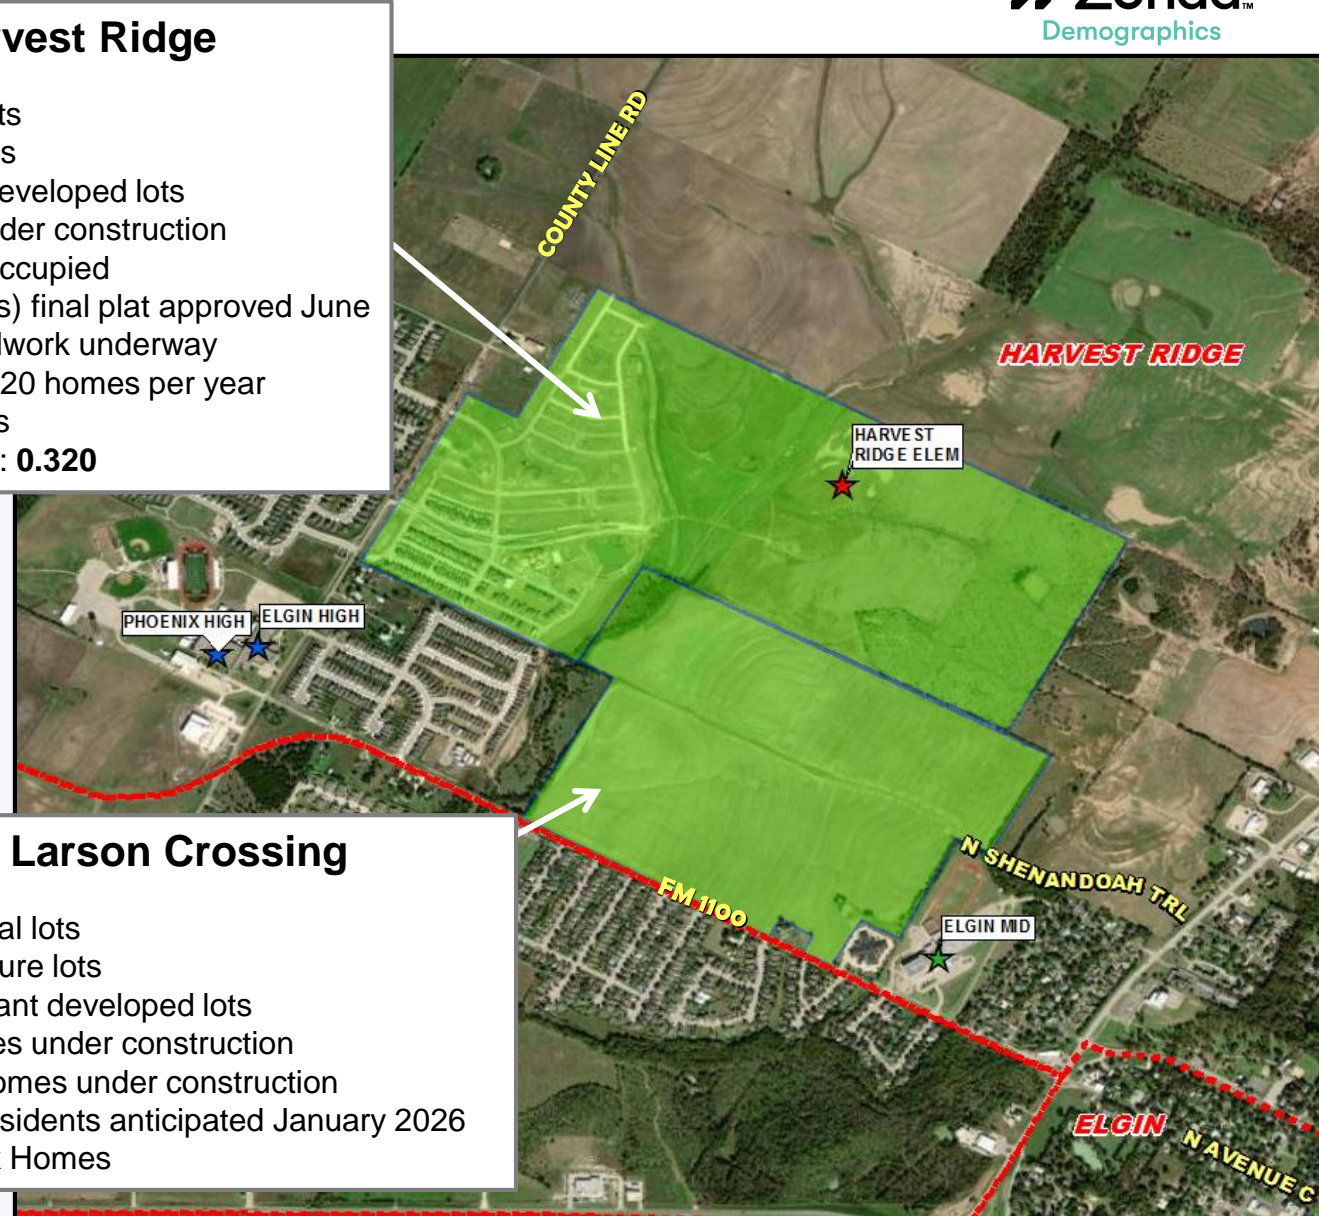 Zonda™
Demographics
vest Ridge
ts
s
eveloped lots
der construction
ccupied
s) final plat approved June
lwork underway
20 homes per year
s
: 0.320
COUNTY LINE RD
HARVEST RIDGE
HARVEST
RIDGE ELEM
PHOENIX HIGH
ELGIN HIGH
Larson Crossing
al lots
ure lots
ant developed lots
es under construction
omes under construction
sidents anticipated January 2026
Homes
FM 1100
N SHENANDOAH TRL
ELGIN MID
ELGIN
N AVENUE C